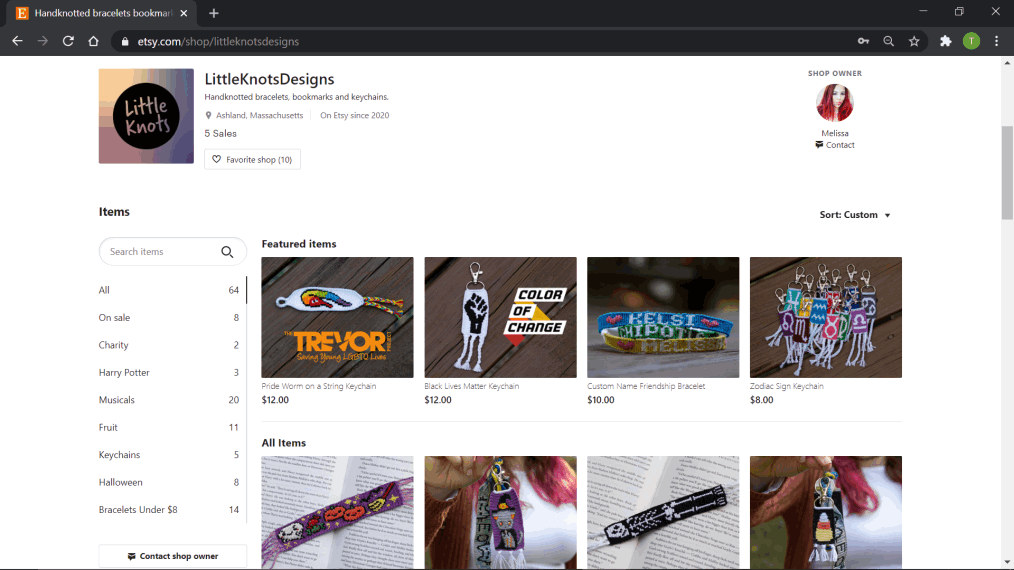 Handknotted bracelets bookmar
etsy.com/shop/littleknotsdesigns
T
Little
Knots
LittleKnotsDesigns
Handknotted bracelets, bookmarks and keychains.
Ashland, Massachusetts
On Etsy since 2020
5 Sales
Favorite shop (10)
SHOP OWNER
Melissa
Contact
Items
Sort: Custom
Search items
All 64
On sale 8
Charity 2
Harry Potter 3
Musicals 20
Fruit 11
Keychains 5
Halloween 8
Bracelets Under $8 14
Contact shop owner
Featured items
THE
TREVOR
PROJECT
Saving Young LGBTQ Lives
COLOR
OF
CHANGE
KELSI
HIPOTL
MELISSA
Pride Worm on a String Keychain
$12.00
Black Lives Matter Keychain
$12.00
Custom Name Friendship Bracelet
$10.00
Zodiac Sign Keychain
$8.00
All Items